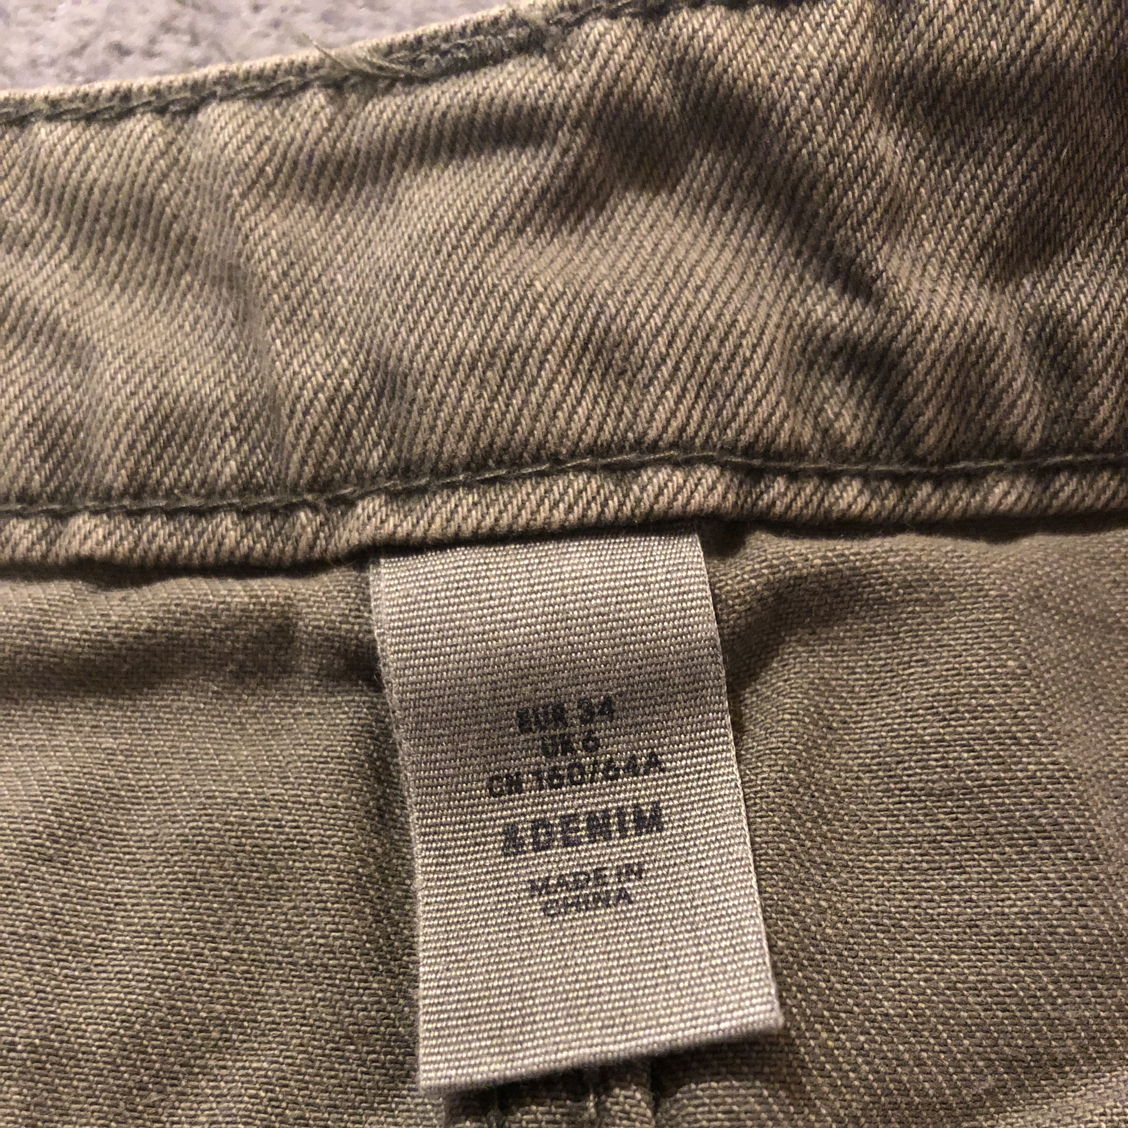 EUR 34
UK 6
CN 160/64A
&DENIM
MADE IN
CHINA